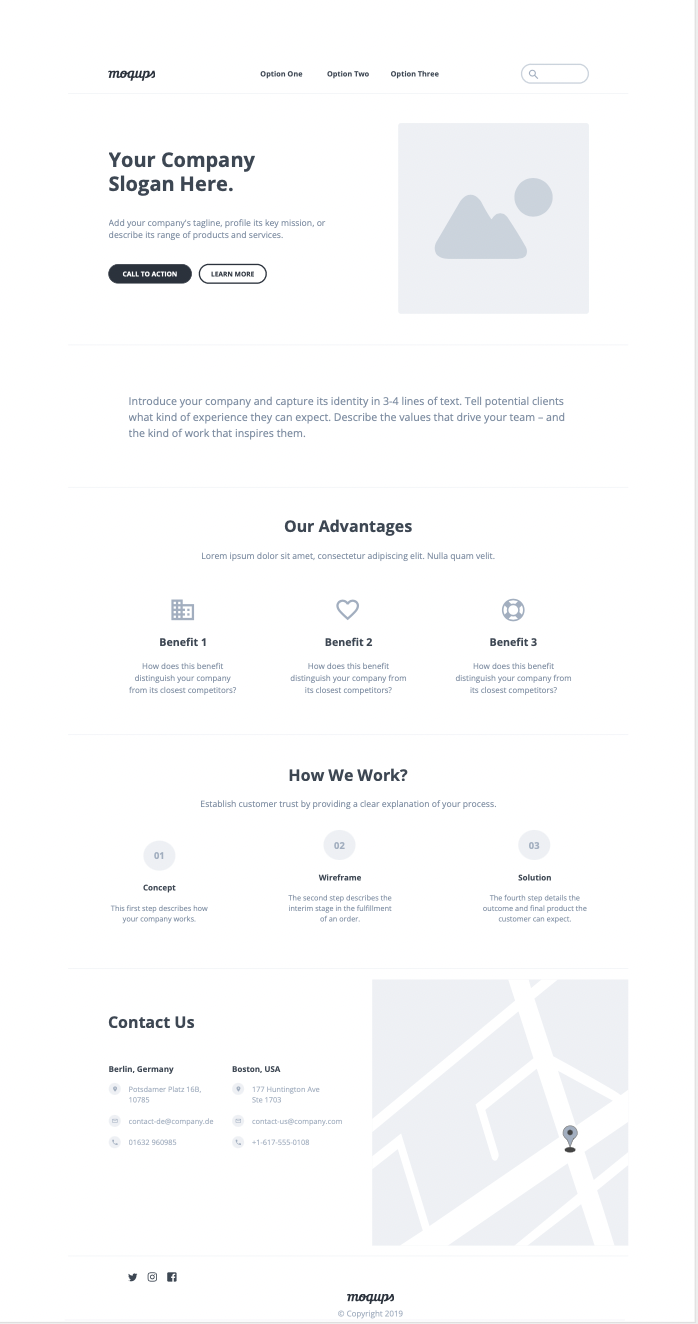 moqups
Option One
Option Two
Option Three
Your Company
Slogan Here.
Add your company's tagline, profile its key mission, or
describe its range of products and services.
CALL TO ACTION
LEARN MORE
Introduce your company and capture its identity in 3-4 lines of text. Tell potential clients
what kind of experience they can expect. Describe the values that drive your team – and
the kind of work that inspires them.
Our Advantages
Lorem ipsum dolor sit amet, consectetur adipiscing elit. Nulla quam velit.
Benefit 1
How does this benefit
distinguish your company
from its closest competitors?
Benefit 2
How does this benefit
distinguish your company from
its closest competitors?
Benefit 3
How does this benefit
distinguish your company from
its closest competitors?
How We Work?
Establish customer trust by providing a clear explanation of your process.
01
Concept
This first step describes how
your company works.
02
Wireframe
The second step describes the
interim stage in the fulfillment
of an order.
03
Solution
The fourth step details the
outcome and final product the
customer can expect.
Contact Us
Berlin, Germany
Potsdamer Platz 16B,
10785
contact-de@company.de
01632 960985
Boston, USA
177 Huntington Ave
Ste 1703
contact-us@company.com
+1-617-555-0108
moqups
© Copyright 2019